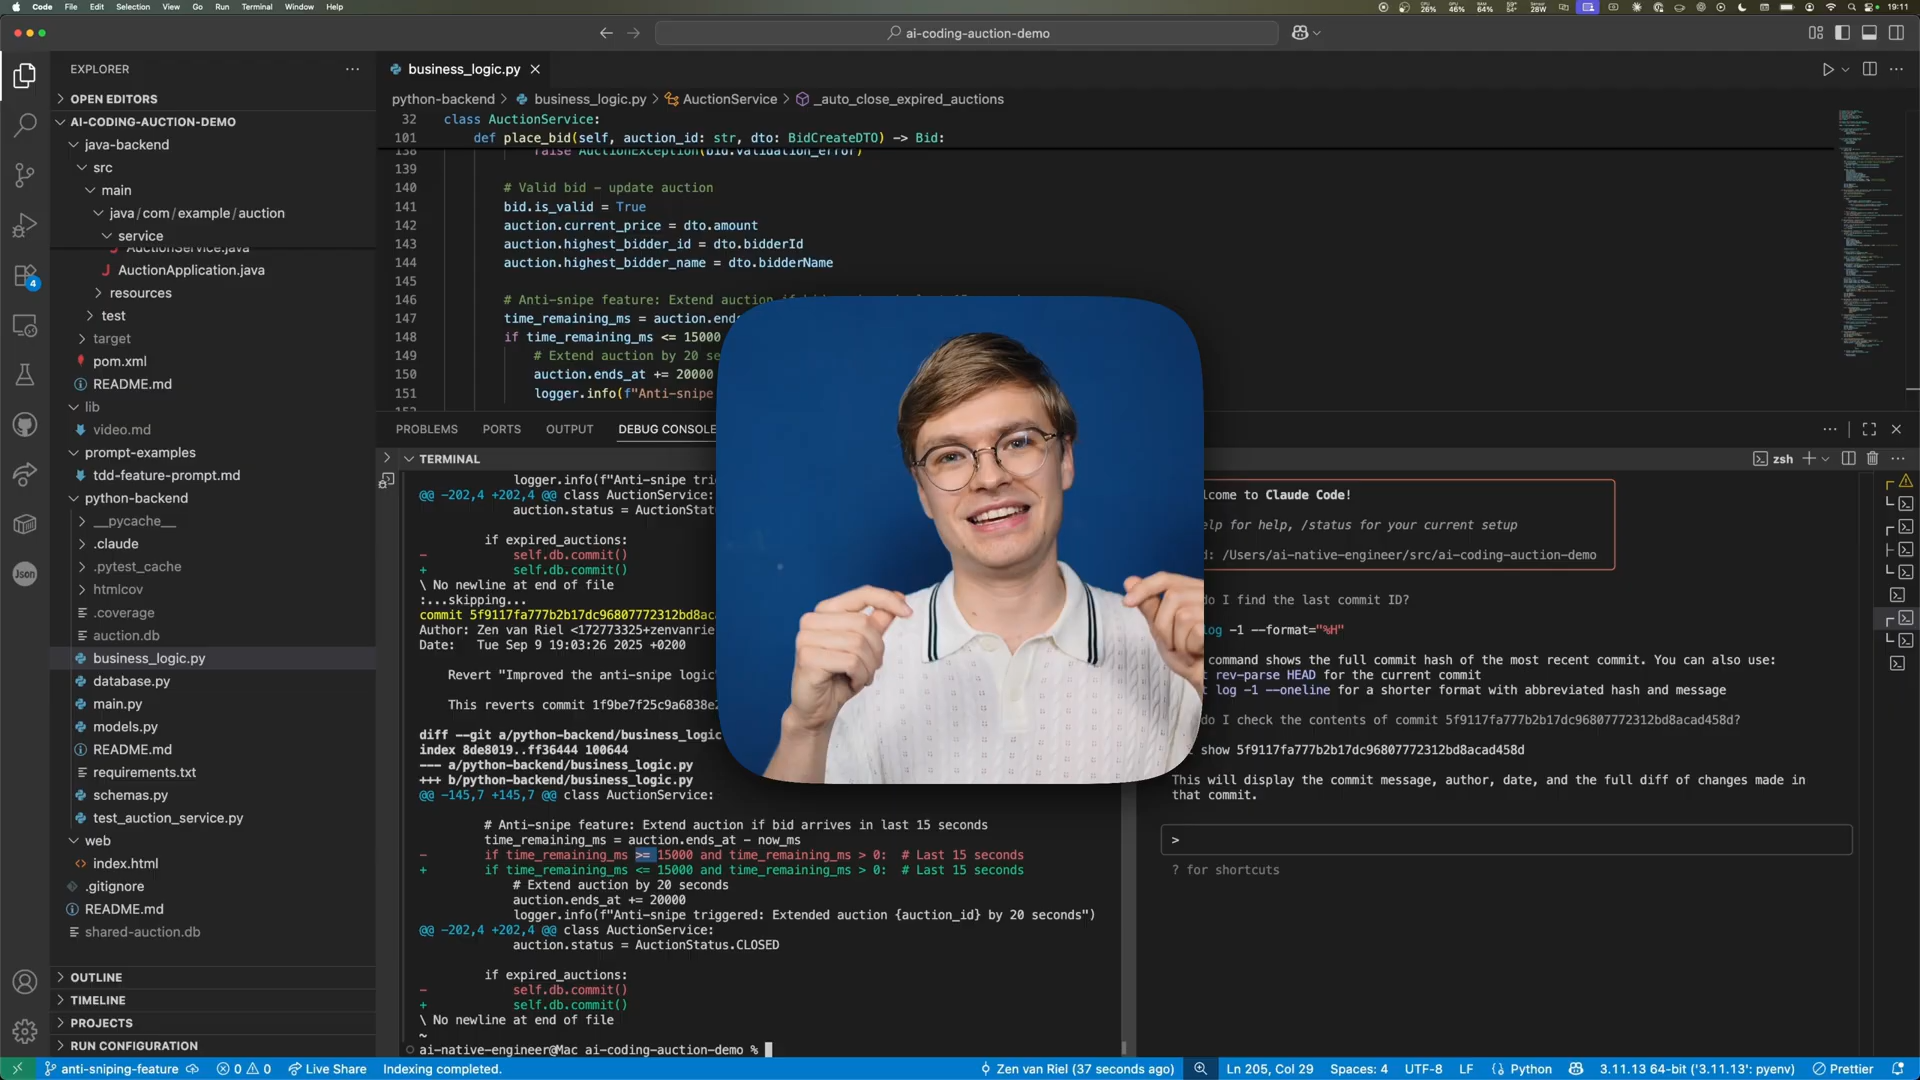 Code File Edit Selection View Go Run Terminal Window Help
26% 46% 64% 54° 28W 19:11
ai-coding-auction-demo
EXPLORER
OPEN EDITORS
AI-CODING-AUCTION-DEMO
java-backend
src
main
java/com/example/auction
service
AuctionService.java
AuctionApplication.java
resources
test
target
pom.xml
README.md
lib
video.md
prompt-examples
tdd-feature-prompt.md
python-backend
__pycache__
.claude
.pytest_cache
htmlcov
.coverage
auction.db
business_logic.py
database.py
main.py
models.py
README.md
requirements.txt
schemas.py
test_auction_service.py
web
index.html
.gitignore
README.md
shared-auction.db
OUTLINE
TIMELINE
PROJECTS
RUN CONFIGURATION
4
Json
business_logic.py
python-backend > business_logic.py > AuctionService > _auto_close_expired_auctions
32 class AuctionService:
101 def place_bid(self, auction_id: str, dto: BidCreateDTO) -> Bid:
138 raise AuctionException(bid.validation_error)
139
140 # Valid bid - update auction
141 bid.is_valid = True
142 auction.current_price = dto.amount
143 auction.highest_bidder_id = dto.bidderId
144 auction.highest_bidder_name = dto.bidderName
145
146 # Anti-snipe feature: Extend auction
147 time_remaining_ms = auction.ends
148 if time_remaining_ms <= 15000
149 # Extend auction by 20 se
150 auction.ends_at += 20000
151 logger.info(f"Anti-snipe
152
PROBLEMS PORTS OUTPUT DEBUG CONSOLE
TERMINAL
zsh
logger.info(f"Anti-snipe tri
@@ -202,4 +202,4 @@ class AuctionService:
auction.status = AuctionStat
if expired_auctions:
- self.db.commit()
+ self.db.commit()
\ No newline at end of file
:...skipping...
commit 5f9117fa777b2b17dc96807772312bd8aca
Author: Zen van Riel <172773325+zenvanrie
Date: Tue Sep 9 19:03:26 2025 +0200
Revert "Improved the anti-snipe logic"
This reverts commit 1f9be7f25c9a6838e
diff --git a/python-backend/business_logic
index 8de8019..ff36444 100644
--- a/python-backend/business_logic.py
+++ b/python-backend/business_logic.py
@@ -145,7 +145,7 @@ class AuctionService:
# Anti-snipe feature: Extend auction if bid arrives in last 15 seconds
time_remaining_ms = auction.ends_at - now_ms
- if time_remaining_ms >= 15000 and time_remaining_ms > 0: # Last 15 seconds
+ if time_remaining_ms <= 15000 and time_remaining_ms > 0: # Last 15 seconds
# Extend auction by 20 seconds
auction.ends_at += 20000
logger.info(f"Anti-snipe triggered: Extended auction {auction_id} by 20 seconds")
@@ -202,4 +202,4 @@ class AuctionService:
auction.status = AuctionStatus.CLOSED
if expired_auctions:
- self.db.commit()
+ self.db.commit()
\ No newline at end of file
~
ai-native-engineer@Mac ai-coding-auction-demo %
lcome to Claude Code!
elp for help, /status for your current setup
d: /Users/ai-native-engineer/src/ai-coding-auction-demo
do I find the last commit ID?
log -1 --format="%H"
command shows the full commit hash of the most recent commit. You can also use:
t rev-parse HEAD for the current commit
t log -1 --oneline for a shorter format with abbreviated hash and message
do I check the contents of commit 5f9117fa777b2b17dc96807772312bd8acad458d?
t show 5f9117fa777b2b17dc96807772312bd8acad458d
This will display the commit message, author, date, and the full diff of changes made in
that commit.
>
? for shortcuts
anti-sniping-feature 0 0 Live Share Indexing completed. Zen van Riel (37 seconds ago) Ln 205, Col 29 Spaces: 4 UTF-8 LF Python 3.11.13 64-bit ('3.11.13': pyenv) Prettier